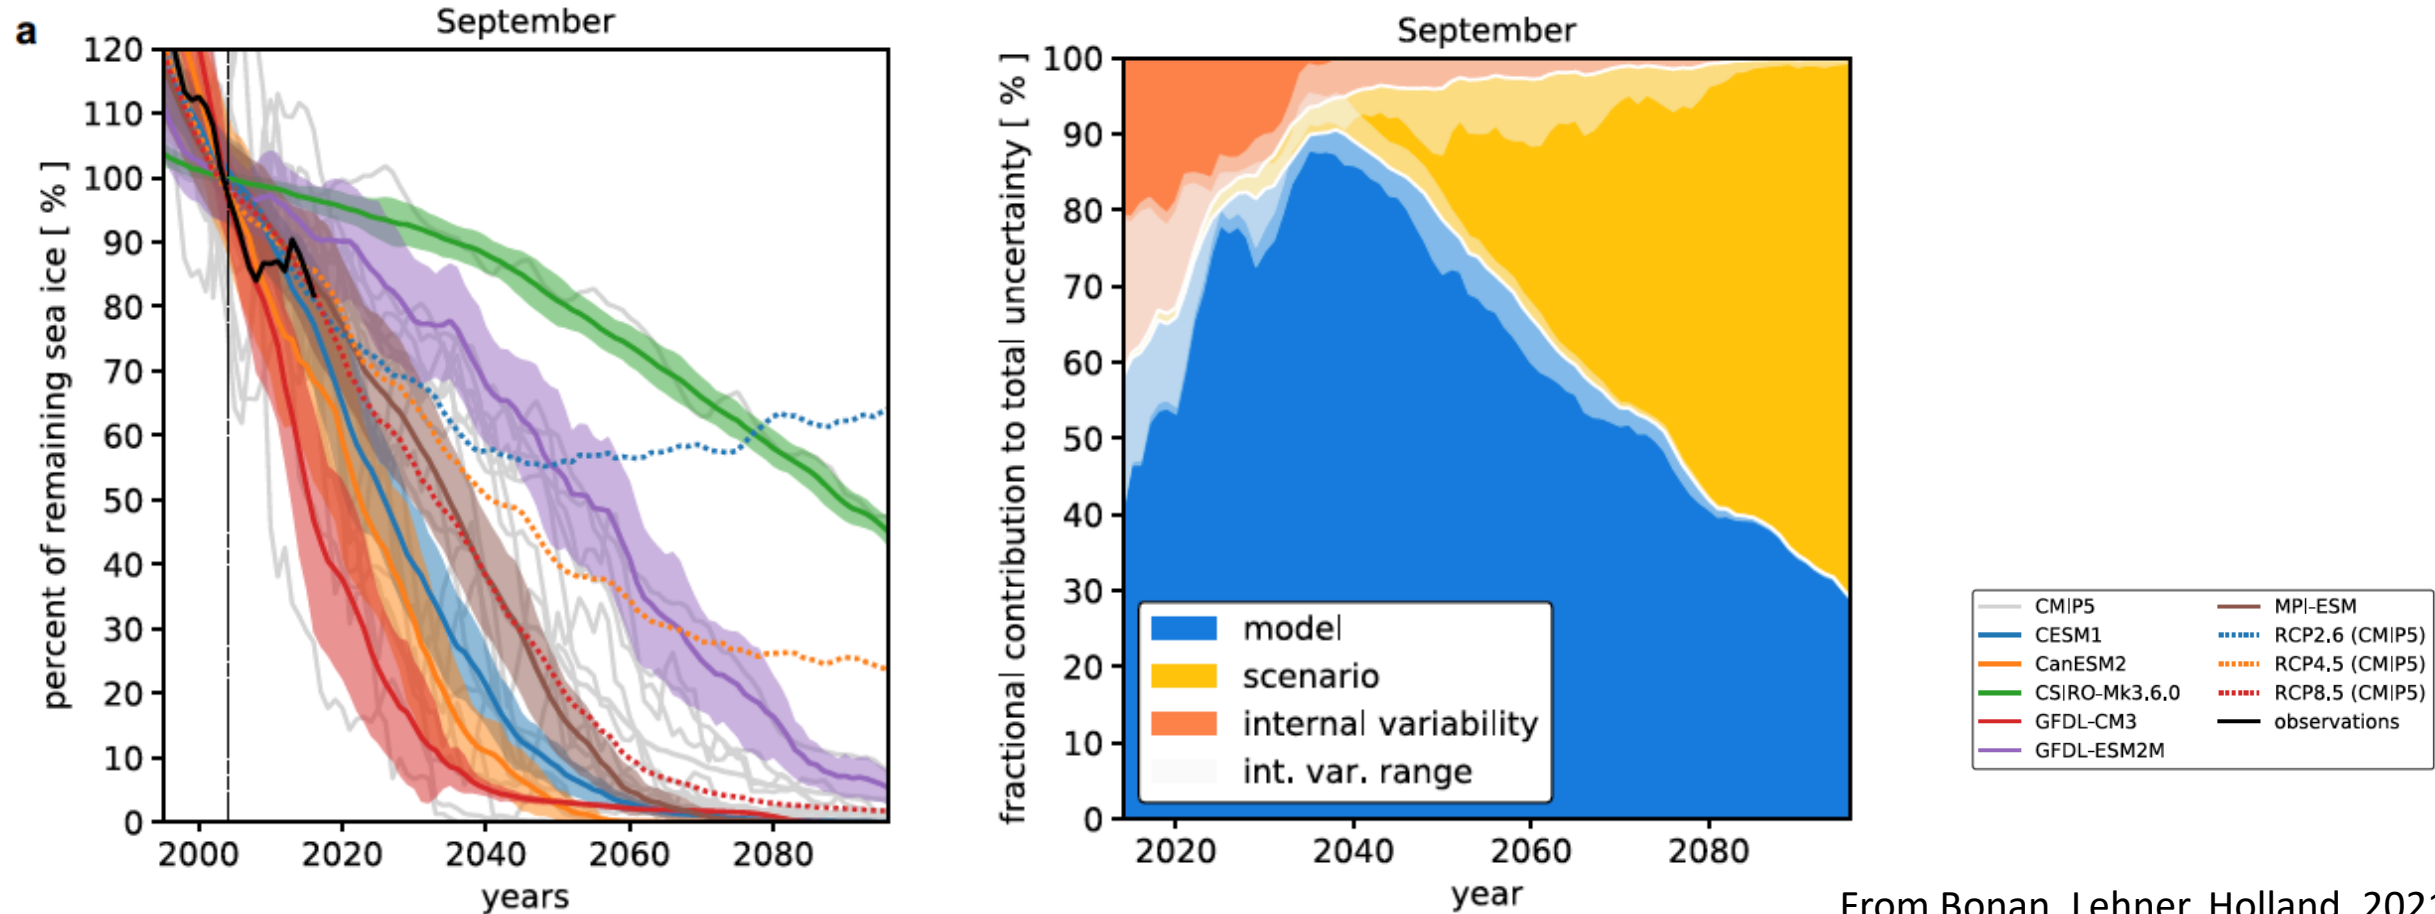 a
September
120
110
100
90
80
70
60
50
40
30
20
10
0
percent of remaining sea ice [ % ]
2000 2020 2040 2060 2080
years
September
100
90
80
70
60
50
40
30
20
10
0
fractional contribution to total uncertainty [ % ]
model
scenario
internal variability
int. var. range
2020 2040 2060 2080
year
CMIP5
CESM1
CanESM2
CSIRO-Mk3.6.0
GFDL-CM3
GFDL-ESM2M
MPI-ESM
RCP2.6 (CMIP5)
RCP4.5 (CMIP5)
RCP8.5 (CMIP5)
observations
From Bonan, Lehner, Holland,